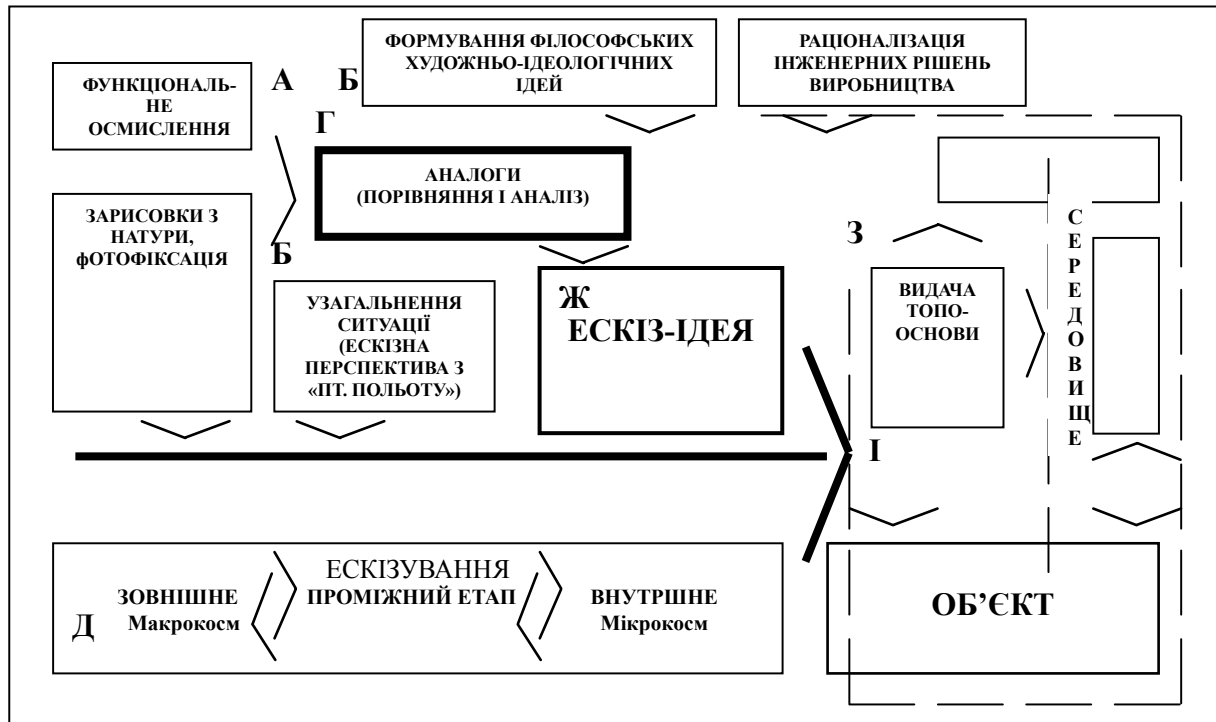 ФУНКЦІОНАЛЬ-
НЕ
ОСМИСЛЕННЯ
А
Б
ФОРМУВАННЯ ФІЛОСОФСЬКИХ
ХУДОЖНЬО-ІДЕОЛОГІЧНИХ
ІДЕЙ
РАЦІОНАЛІЗАЦІЯ
ІНЖЕНЕРНИХ РІШЕНЬ
ВИРОБНИЦТВА
Г
АНАЛОГИ
(ПОРІВНЯННЯ І АНАЛІЗ)
ЗАРИСОВКИ З
НАТУРИ,
фОТОФІКСАЦІЯ
Б
УЗАГАЛЬНЕННЯ
СИТУАЦІЇ
(ЕСКІЗНА
ПЕРСПЕКТИВА З
«ПТ. ПОЛЬОТУ»)
Ж
ЕСКІЗ-ІДЕЯ
З
ВИДАЧА
ТОПО-
ОСНОВИ
СЕРЕДОВИЩЕ
І
ЕСКІЗУВАННЯ
ЗОВНІШНЕ
ПРОМІЖНИЙ ЕТАП
ВНУТРШНЕ
Д
Макрокосм
Мікрокосм
ОБ’ЄКТ